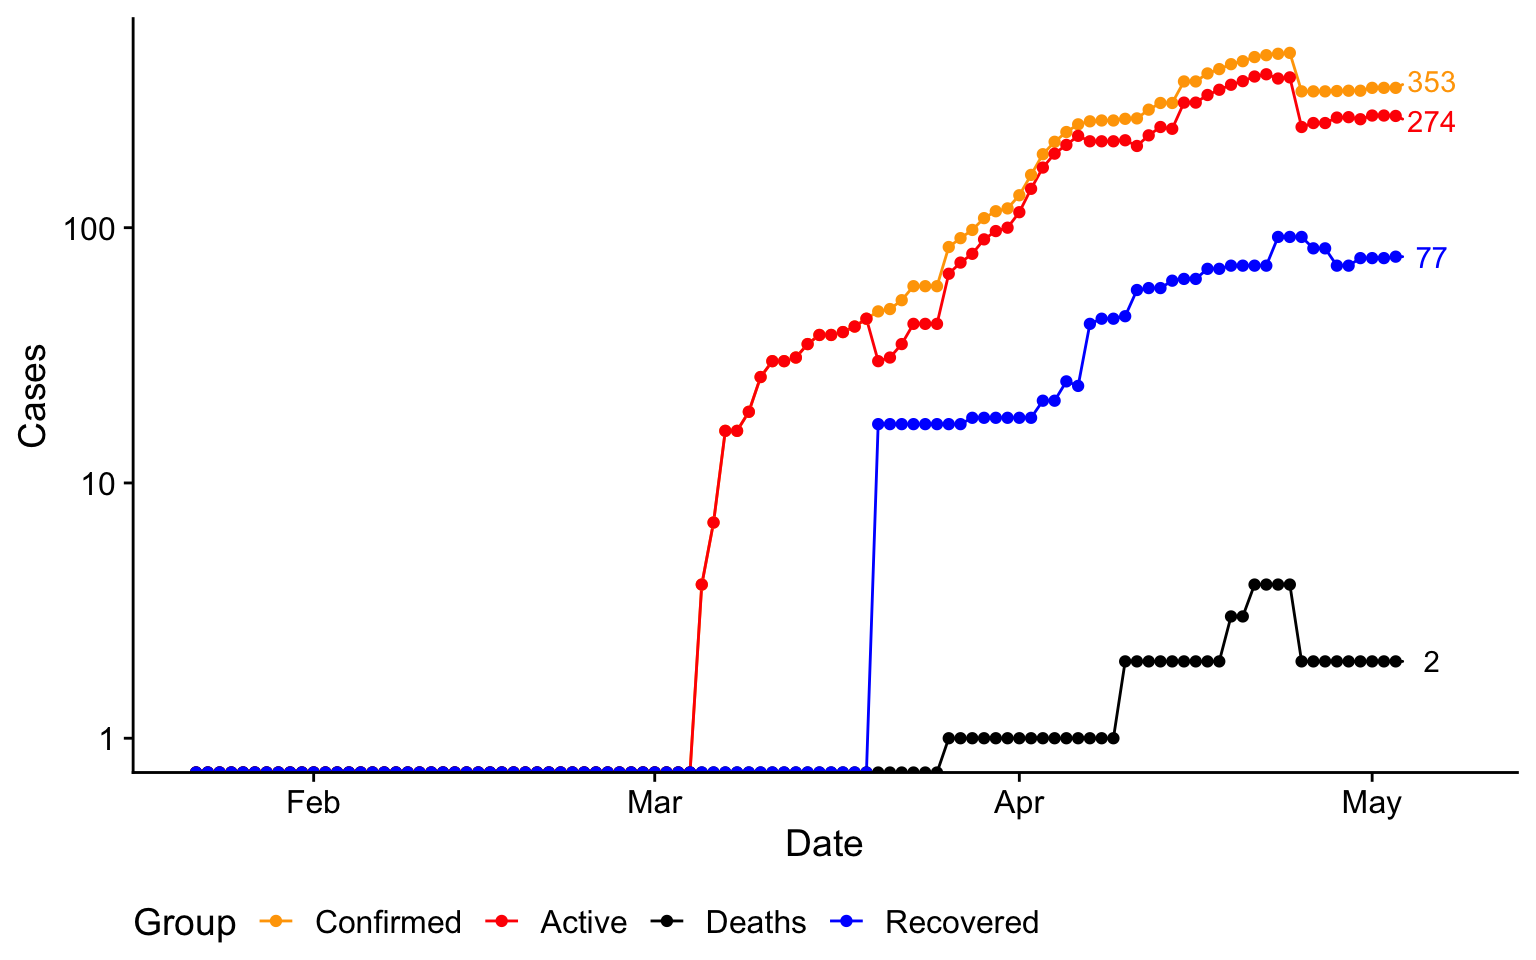 353
274
100
77
Cases
10
2
1
Feb Mar Apr May
Date
Group Confirmed Active Deaths Recovered